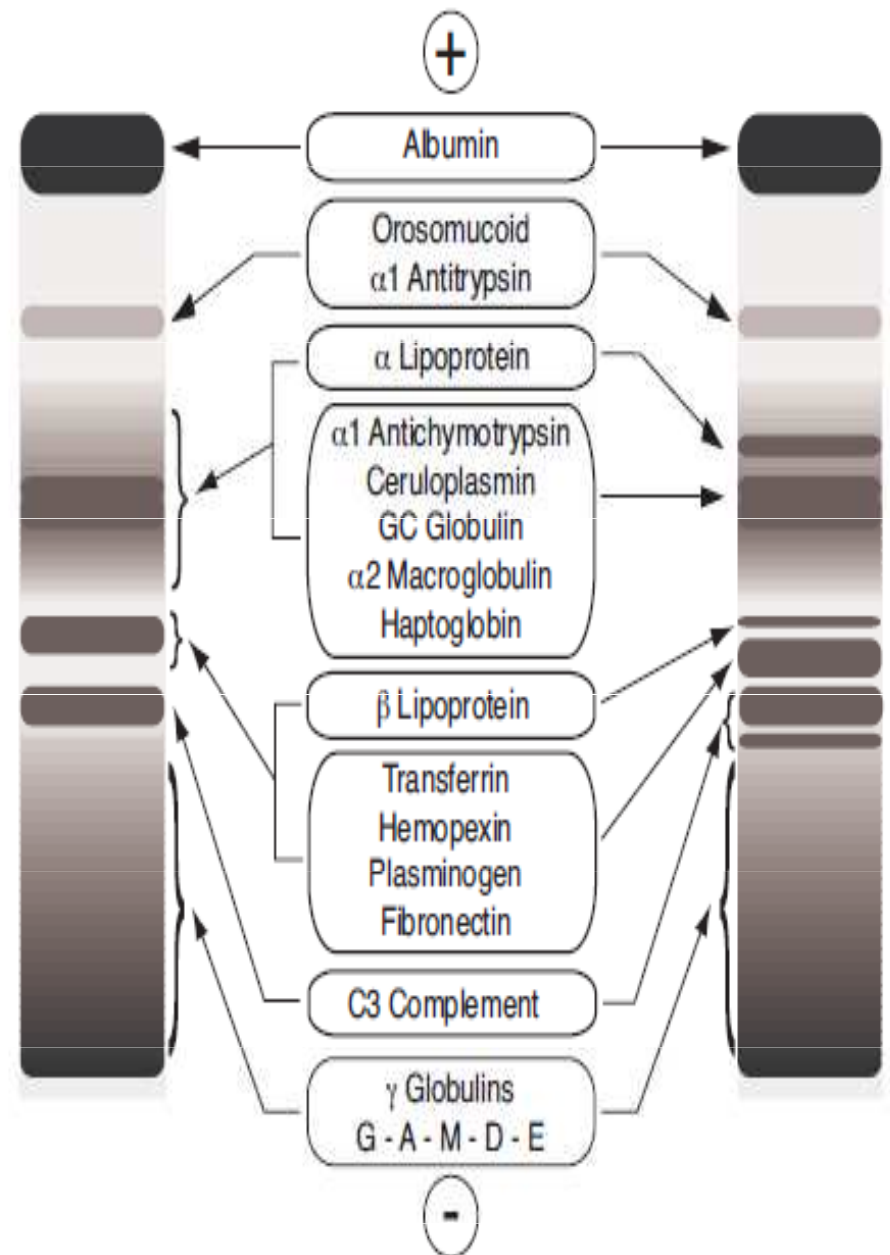 +
Albumin
Orosomucoid
α1 Antitrypsin
α Lipoprotein
α1 Antichymotrypsin
Ceruloplasmin
GC Globulin
α2 Macroglobulin
Haptoglobin
β Lipoprotein
Transferrin
Hemopexin
Plasminogen
Fibronectin
C3 Complement
γ Globulins
G - A - M - D - E
-